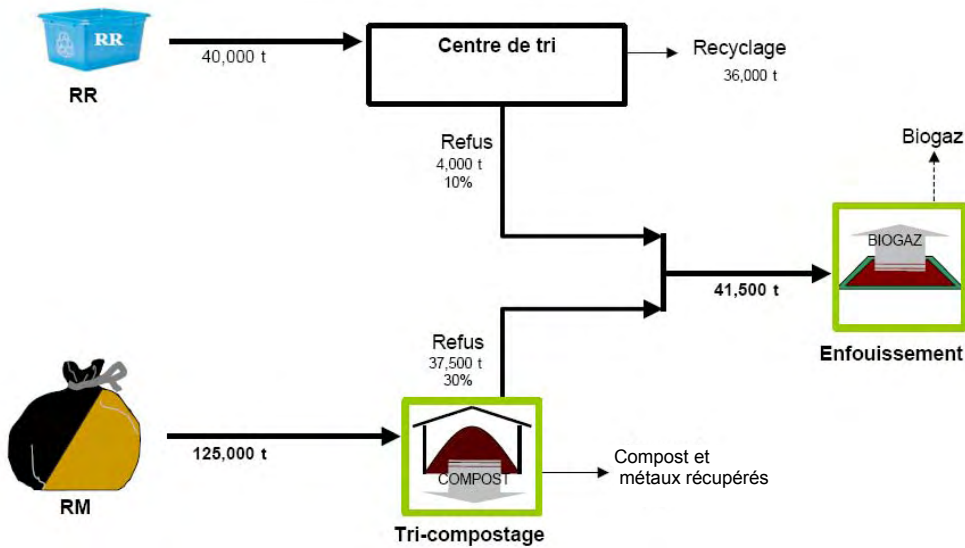 RR
RR
40,000 t
Centre de tri
Recyclage
36,000 t
Refus
4,000 t
10%
Biogaz
BIOGAZ
41,500 t
Enfouissement
Refus
37,500 t
30%
RM
125,000 t
COMPOST
Tri-compostage
Compost et
métaux récupérés